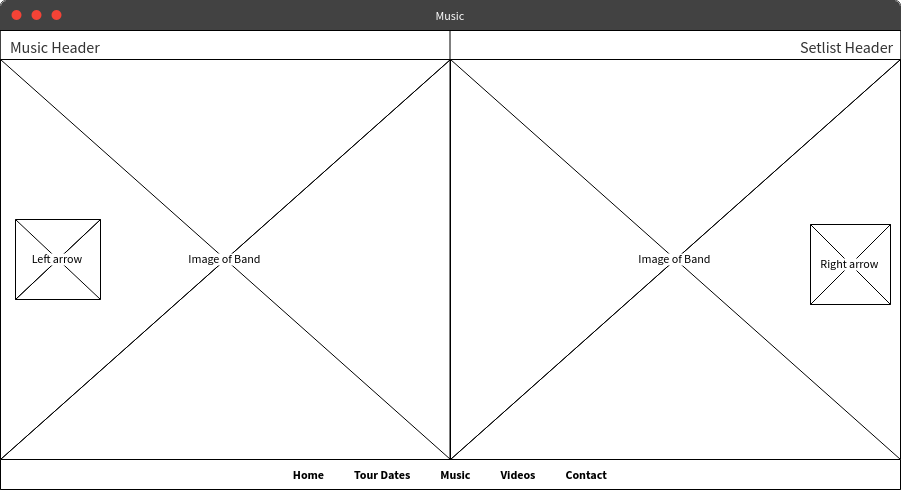 Music
Music Header
Setlist Header
Left arrow
Image of Band
Image of Band
Right arrow
Home Tour Dates Music Videos Contact